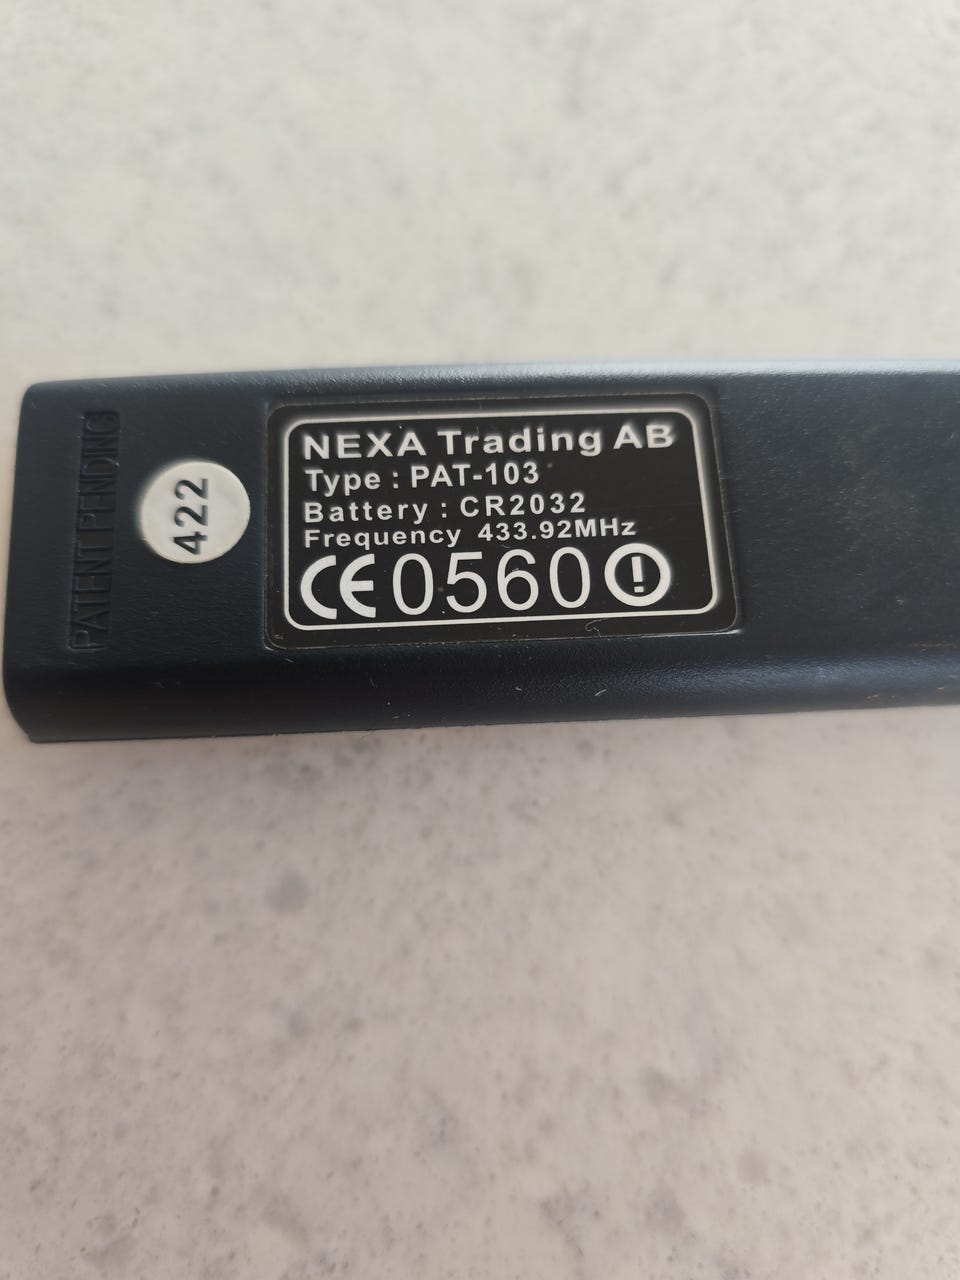 PATENT PENDING
422
NEXA Trading AB
Type : PAT-103
Battery : CR2032
Frequency 433.92MHz
CE0560!